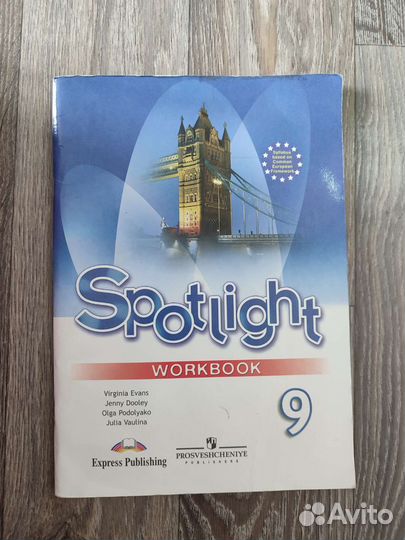 Syllabus
based on
Common
European
Framework
Spotlight
WORKBOOK
Virginia Evans
Jenny Dooley
Olga Podolyako
Julia Vaulina
9
Express Publishing
PROSVESHCHENIYE
PUBLISHERS
Avito